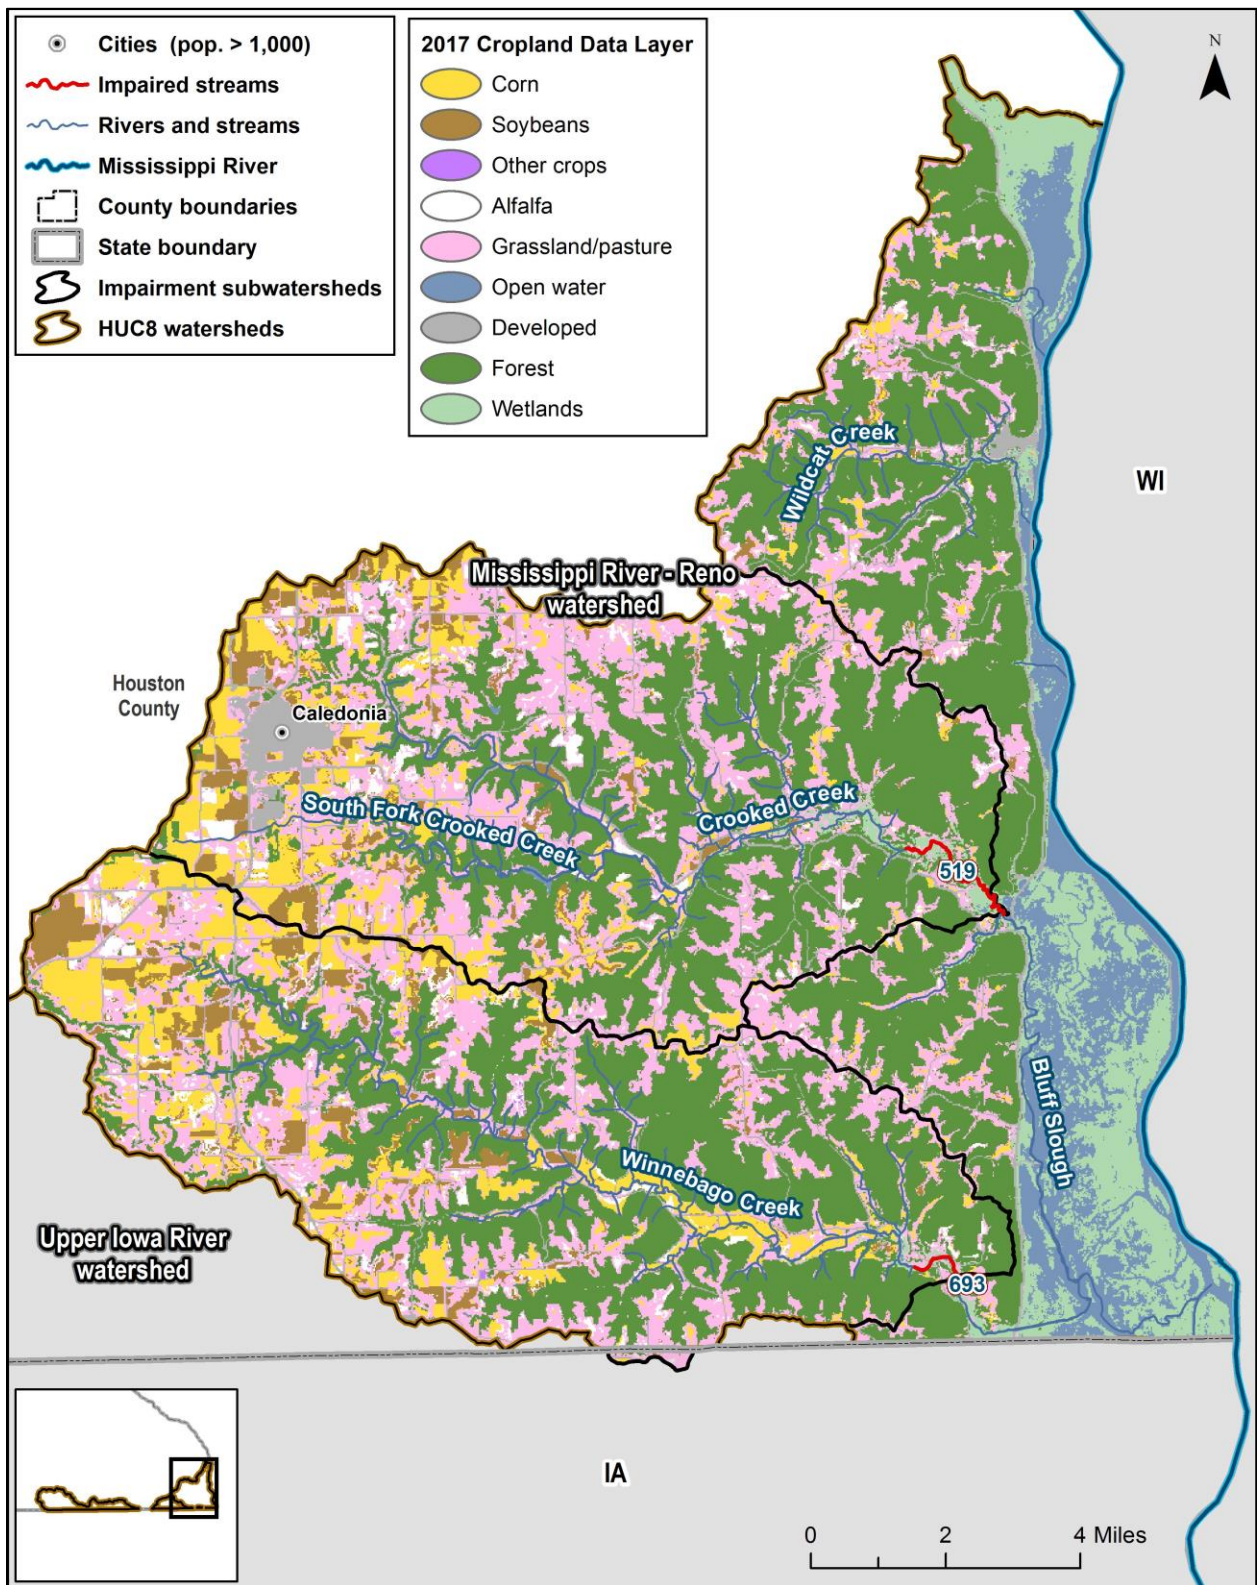 Cities (pop. > 1,000)
Impaired streams
Rivers and streams
Mississippi River
County boundaries
State boundary
Impairment subwatersheds
HUC8 watersheds
2017 Cropland Data Layer
Corn
Soybeans
Other crops
Alfalfa
Grassland/pasture
Open water
Developed
Forest
Wetlands
N
Wildcat Creek
WI
Mississippi River - Reno
watershed
Houston
County
Caledonia
South Fork Crooked Creek
Crooked Creek
519
Bluff Slough
Winnebago Creek
Upper Iowa River
watershed
693
IA
0 2 4 Miles